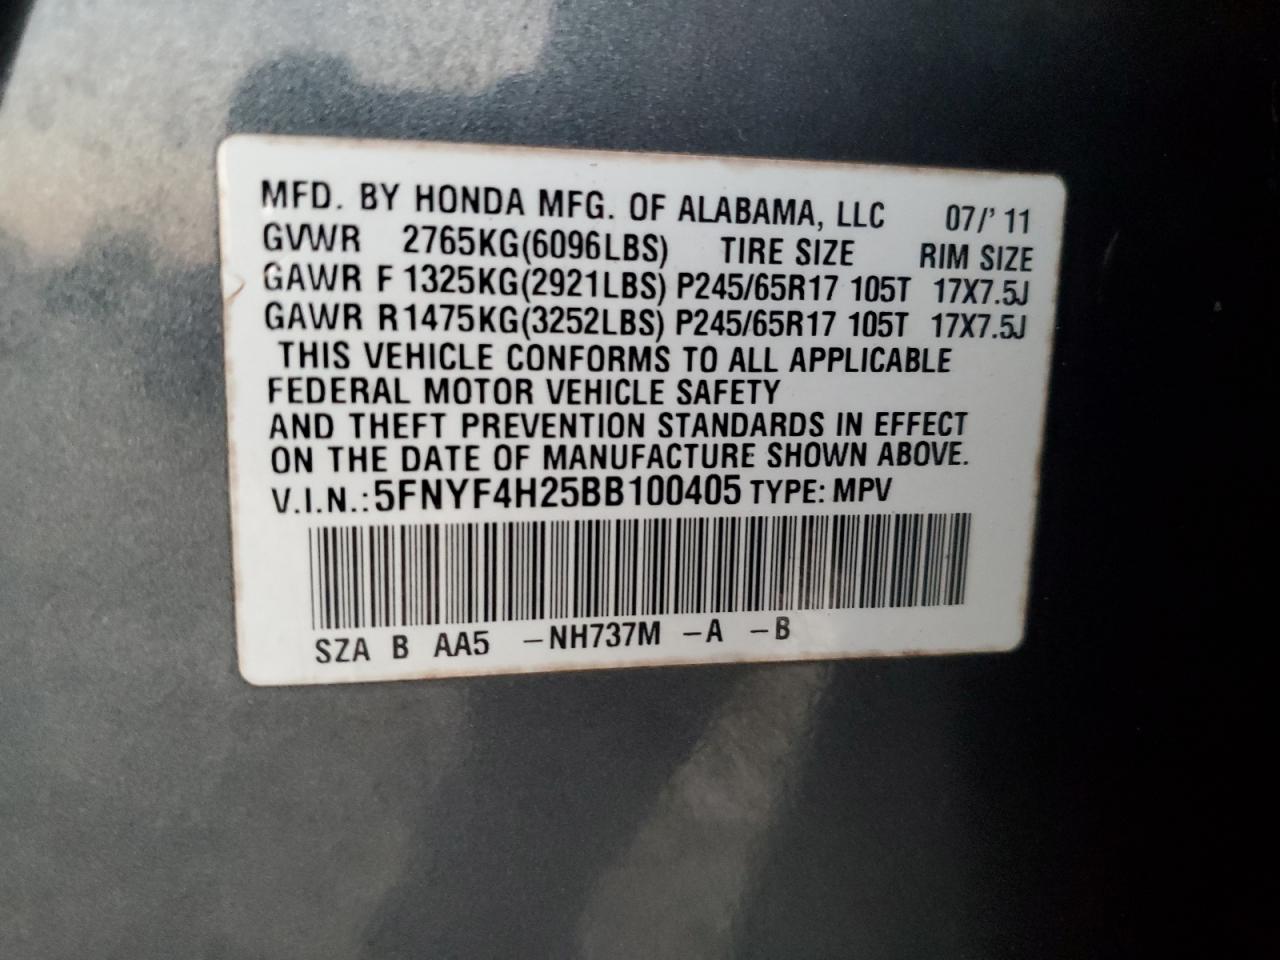 MFD. BY HONDA MFG. OF ALABAMA, LLC 07/' 11
GVWR 2765KG(6096LBS) TIRE SIZE RIM SIZE
GAWR F 1325KG(2921LBS) P245/65R17 105T 17X7.5J
GAWR R1475KG(3252LBS) P245/65R17 105T 17X7.5J
THIS VEHICLE CONFORMS TO ALL APPLICABLE
FEDERAL MOTOR VEHICLE SAFETY
AND THEFT PREVENTION STANDARDS IN EFFECT
ON THE DATE OF MANUFACTURE SHOWN ABOVE.
V.I.N.: 5FNYF4H25BB100405 TYPE: MPV
SZA B AA5 –NH737M –A –B